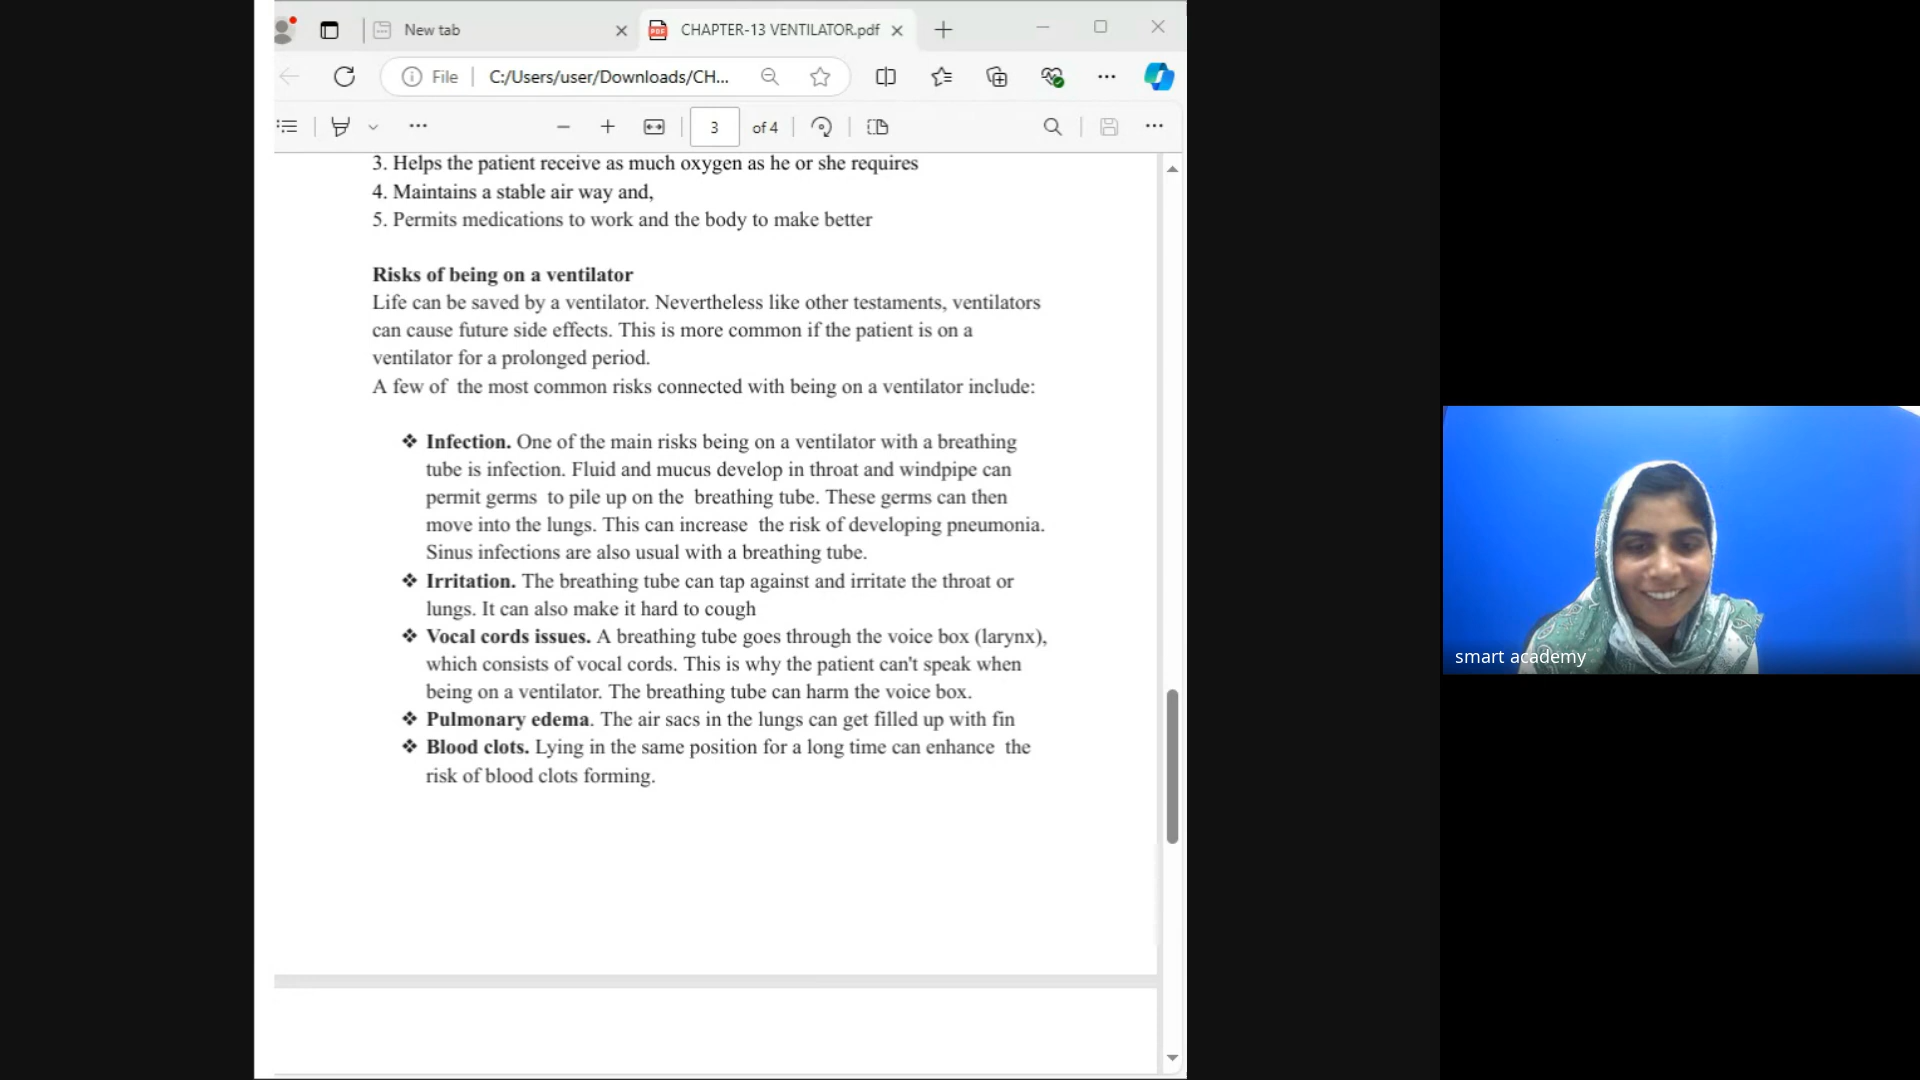 New tab
CHAPTER-13 VENTILATOR.pdf
File
C:/Users/user/Downloads/CH...
3 of 4
3. Helps the patient receive as much oxygen as he or she requires
4. Maintains a stable air way and,
5. Permits medications to work and the body to make better
Risks of being on a ventilator
Life can be saved by a ventilator. Nevertheless like other testaments, ventilators
can cause future side effects. This is more common if the patient is on a
ventilator for a prolonged period.
A few of the most common risks connected with being on a ventilator include:
❖ Infection. One of the main risks being on a ventilator with a breathing
tube is infection. Fluid and mucus develop in throat and windpipe can
permit germs to pile up on the breathing tube. These germs can then
move into the lungs. This can increase the risk of developing pneumonia.
Sinus infections are also usual with a breathing tube.
❖ Irritation. The breathing tube can tap against and irritate the throat or
lungs. It can also make it hard to cough
❖ Vocal cords issues. A breathing tube goes through the voice box (larynx),
which consists of vocal cords. This is why the patient can't speak when
being on a ventilator. The breathing tube can harm the voice box.
❖ Pulmonary edema. The air sacs in the lungs can get filled up with fin
❖ Blood clots. Lying in the same position for a long time can enhance the
risk of blood clots forming.
smart academy